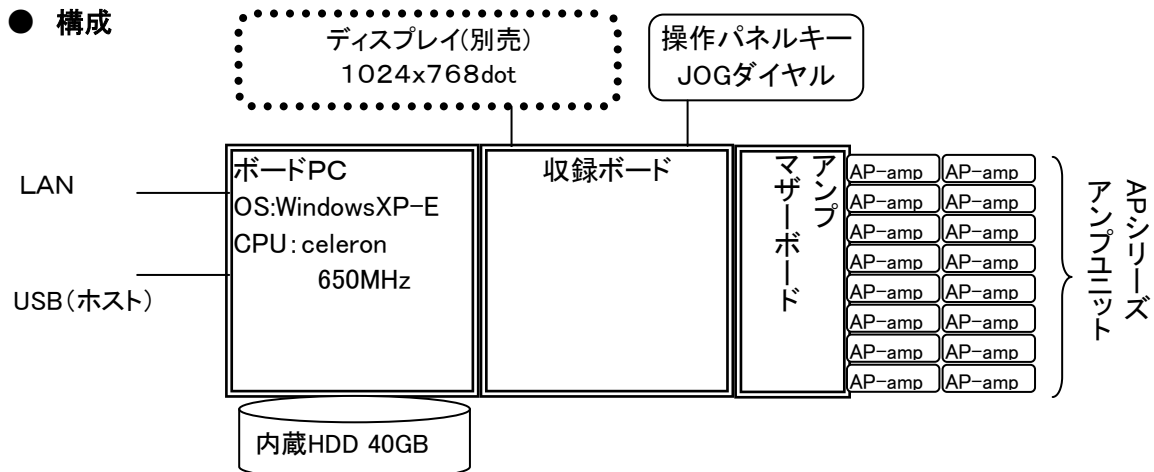 ● 構成
ディスプレイ(別売)
1024x768dot
操作パネルキー
JOGダイヤル
LAN
USB(ホスト)
ボードPC
OS:WindowsXP-E
CPU:celeron
650MHz
収録ボード
アンプ
マザーボード
AP-amp AP-amp
AP-amp AP-amp
AP-amp AP-amp
AP-amp AP-amp
AP-amp AP-amp
AP-amp AP-amp
AP-amp AP-amp
AP-amp AP-amp
APシリーズ
アンプユニット
内蔵HDD 40GB